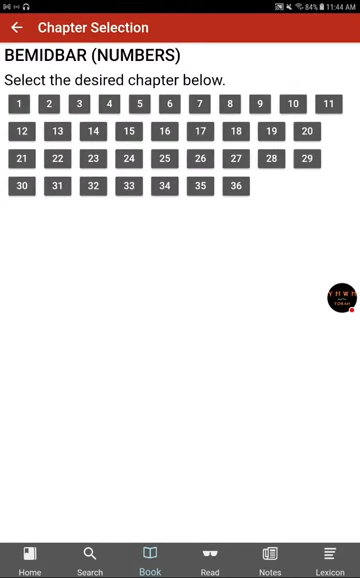 84% 11:44 AM
Chapter Selection
BEMIDBAR (NUMBERS)
Select the desired chapter below.
1 2 3 4 5 6 7 8 9 10 11
12 13 14 15 16 17 18 19 20
21 22 23 24 25 26 27 28 29
30 31 32 33 34 35 36
Y H W H
TORAH
Home Search Book Read Notes Lexicon